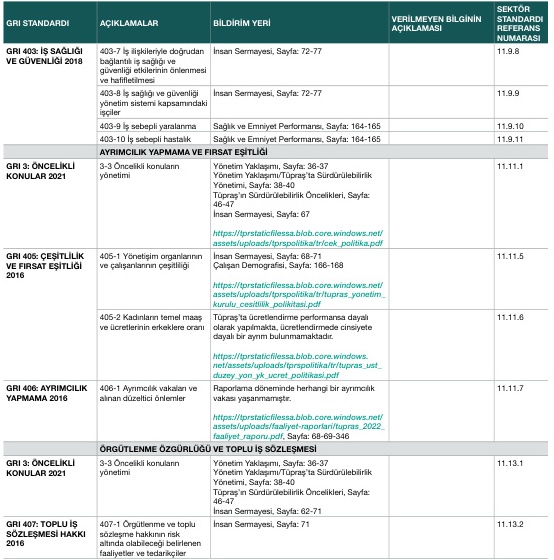 GRI STANDARDI
AÇIKLAMALAR
BİLDİRİM YERİ
VERİLMEYEN BİLGİNİN
AÇIKLAMASI
SEKTÖR
STANDARDI
REFERANS
NUMARASI
GRI 403: İŞ SAĞLIĞI
VE GÜVENLİĞİ 2018
403-7 İş ilişkileriyle doğrudan
bağlantılı iş sağlığı ve
güvenliği etkilerinin önlenmesi
ve hafifletilmesi
İnsan Sermayesi, Sayfa: 72-77
11.9.8
403-8 İş sağlığı ve güvenliği
yönetim sistemi kapsamındaki
işçiler
İnsan Sermayesi, Sayfa: 72-77
11.9.9
403-9 İş sebepli yaralanma
Sağlık ve Emniyet Performansı, Sayfa: 164-165
11.9.10
403-10 İş sebepli hastalık
Sağlık ve Emniyet Performansı, Sayfa: 164-165
11.9.11
AYRIMCILIK YAPMAMA VE FIRSAT EŞİTLİĞİ
GRI 3: ÖNCELİKLİ
KONULAR 2021
3-3 Öncelikli konuların
yönetimi
Yönetim Yaklaşımı, Sayfa: 36-37
Yönetim Yaklaşımı/Tüpraş'ta Sürdürülebilirlik
Yönetimi, Sayfa: 38-40
Tüpraş'ın Sürdürülebilirlik Öncelikleri, Sayfa:
46-47
İnsan Sermayesi, Sayfa: 67
https://tprstaticfilessa.blob.core.windows.net/
assets/uploads/tprspolitika/tr/cek_politika.pdf
11.11.1
GRI 405: ÇEŞİTLİLİK
VE FIRSAT EŞİTLİĞİ
2016
405-1 Yönetişim organlarının
ve çalışanlarının çeşitliliği
İnsan Sermayesi, Sayfa: 68-71
Çalışan Demografisi, Sayfa: 166-168
https://tprstaticfilessa.blob.core.windows.net/
assets/uploads/tprspolitika/tr/tupras_yonetim_
kurulu_cesitlilik_politikasi.pdf
11.11.5
405-2 Kadınların temel maaş
ve ücretlerinin erkeklere oranı
Tüpraş'ta ücretlendirme performansa dayalı
olarak yapılmakta, ücretlendirmede cinsiyete
dayalı bir ayrım bulunmamaktadır.
https://tprstaticfilessa.blob.core.windows.
net/assets/uploads/tprspolitika/tr/tupras_ust_
duzey_yon_yk_ucret_politikasi.pdf
11.11.6
GRI 406: AYRIMCILIK
YAPMAMA 2016
406-1 Ayrımcılık vakaları ve
alınan düzeltici önlemler
Raporlama döneminde herhangi bir ayrımcılık
vakası yaşanmamıştır.
https://tprstaticfilessa.blob.core.windows.net/
assets/uploads/faaliyet-raporlari/tupras_2022_
faaliyet_raporu.pdf, Sayfa: 68-69-346
11.11.7
ÖRGÜTLENME ÖZGÜRLÜĞÜ VE TOPLU İŞ SÖZLEŞMESİ
GRI 3: ÖNCELİKLİ
KONULAR 2021
3-3 Öncelikli konuların
yönetimi
Yönetim Yaklaşımı, Sayfa: 36-37
Yönetim Yaklaşımı/Tüpraş'ta Sürdürülebilirlik
Yönetimi, Sayfa: 38-40
Tüpraş'ın Sürdürülebilirlik Öncelikleri, Sayfa:
46-47
İnsan Sermayesi, Sayfa: 62-71
11.13.1
GRI 407: TOPLU İŞ
SÖZLEŞMESİ HAKKI
2016
407-1 Örgütlenme ve toplu
sözleşme hakkının risk
altında olabileceği belirlenen
faaliyetler ve tedarikçiler
İnsan Sermayesi, Sayfa: 71
11.13.2